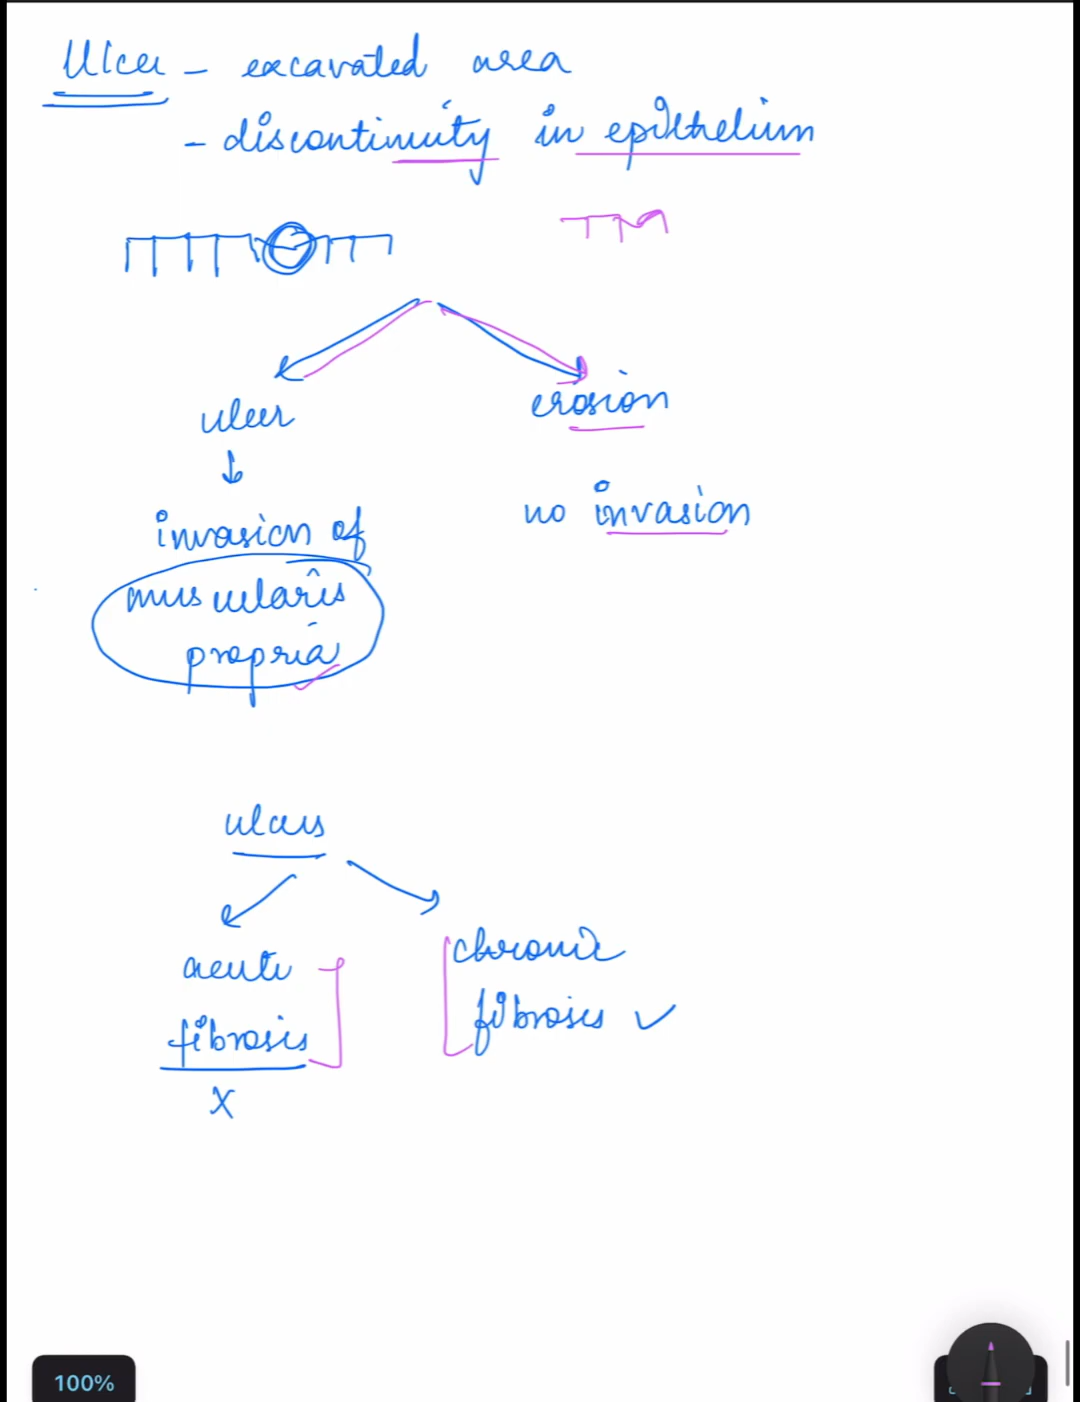 Ulcer - excavated area
- discontinuity in epithelium
ulcer
erosion
↓
invasion of
no invasion
muscularis
propria
ulcers
acute
chronic
fibrosis
fibrosis ✓
X
100%